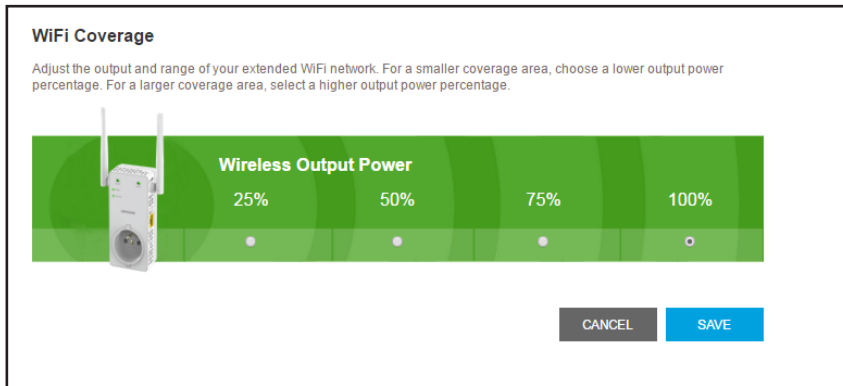 WiFi Coverage
Adjust the output and range of your extended WiFi network. For a smaller coverage area, choose a lower output power
percentage. For a larger coverage area, select a higher output power percentage.
Wireless Output Power
25% 50% 75% 100%
CANCEL SAVE